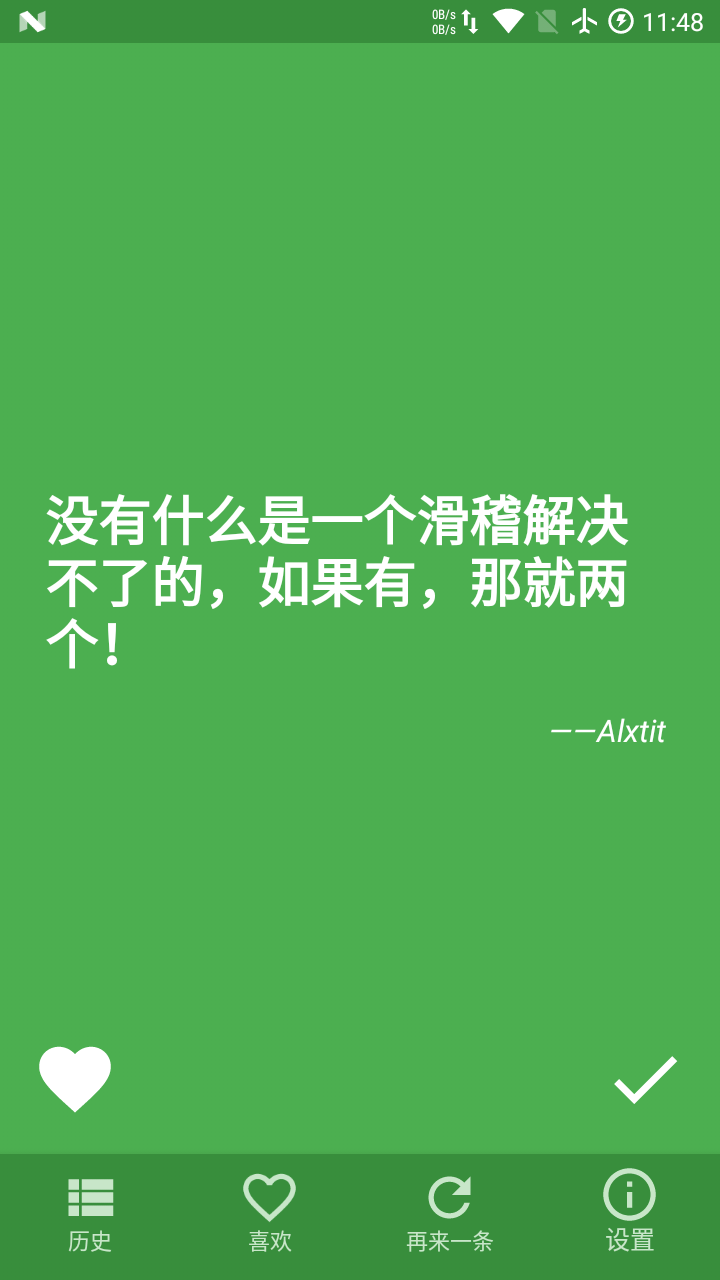 0B/s
0B/s
11:48
没有什么是一个滑稽解决
不了的，如果有，那就两
个！
——Alxtit
历史
喜欢
再来一条
设置